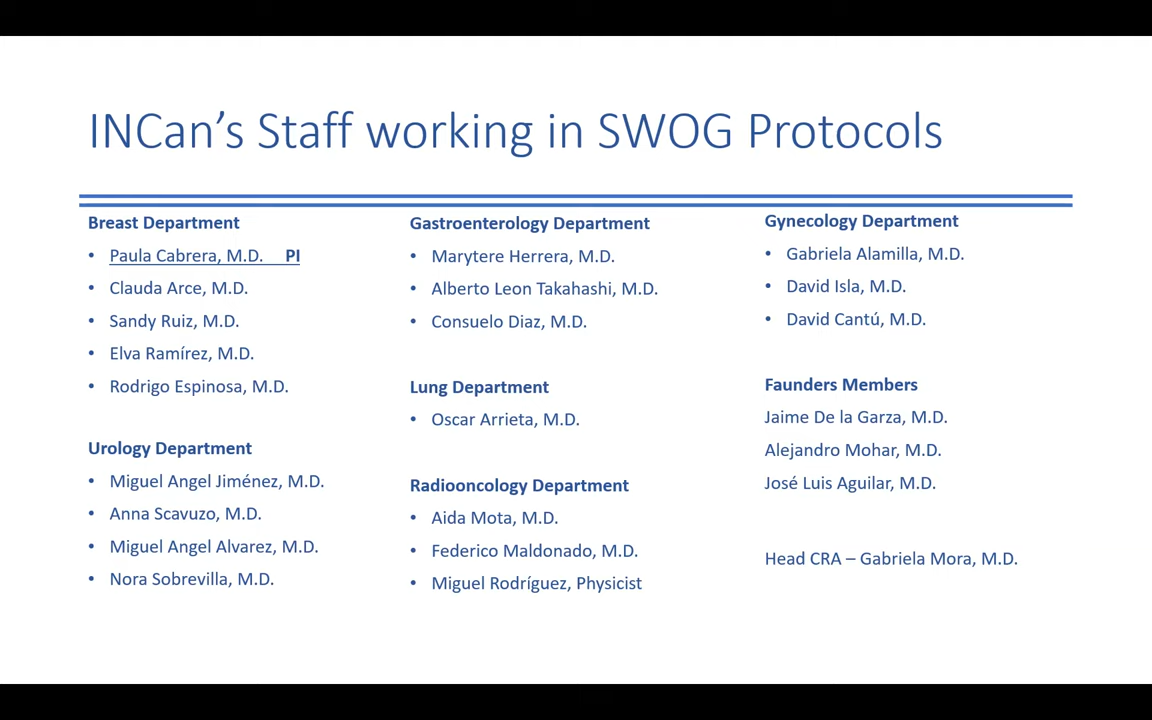 INCan's Staff working in SWOG Protocols
Breast Department
• Paula Cabrera, M.D. PI
• Clauda Arce, M.D.
• Sandy Ruiz, M.D.
• Elva Ramírez, M.D.
• Rodrigo Espinosa, M.D.
Urology Department
• Miguel Angel Jiménez, M.D.
• Anna Scavuzo, M.D.
• Miguel Angel Alvarez, M.D.
• Nora Sobrevilla, M.D.
Gastroenterology Department
• Marytere Herrera, M.D.
• Alberto Leon Takahashi, M.D.
• Consuelo Diaz, M.D.
Lung Department
• Oscar Arrieta, M.D.
Radiooncology Department
• Aida Mota, M.D.
• Federico Maldonado, M.D.
• Miguel Rodríguez, Physicist
Gynecology Department
• Gabriela Alamilla, M.D.
• David Isla, M.D.
• David Cantú, M.D.
Faunders Members
Jaime De la Garza, M.D.
Alejandro Mohar, M.D.
José Luis Aguilar, M.D.
Head CRA – Gabriela Mora, M.D.